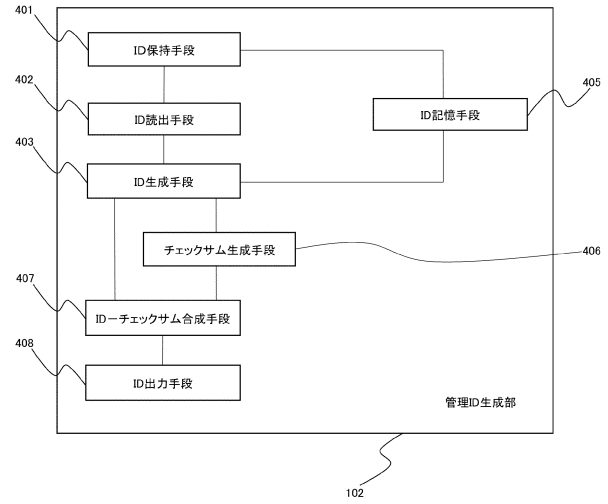 401
ID保持手段
402
ID読出手段
405
ID記憶手段
403
ID生成手段
チェックサム生成手段
406
407
ID－チェックサム合成手段
408
ID出力手段
管理ID生成部
102